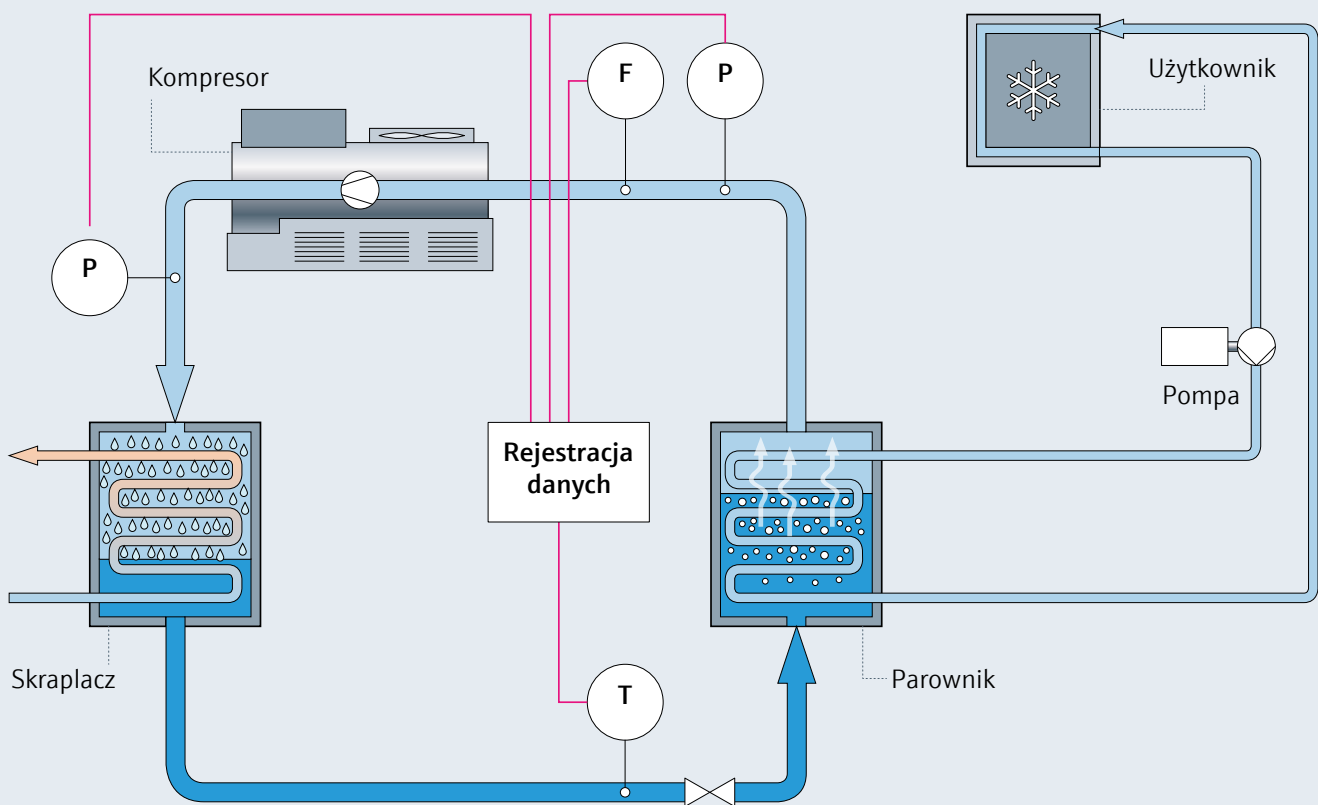 Kompresor
F
P
Użytkownik
P
Pompa
Rejestracja
danych
Skraplacz
Parownik
T